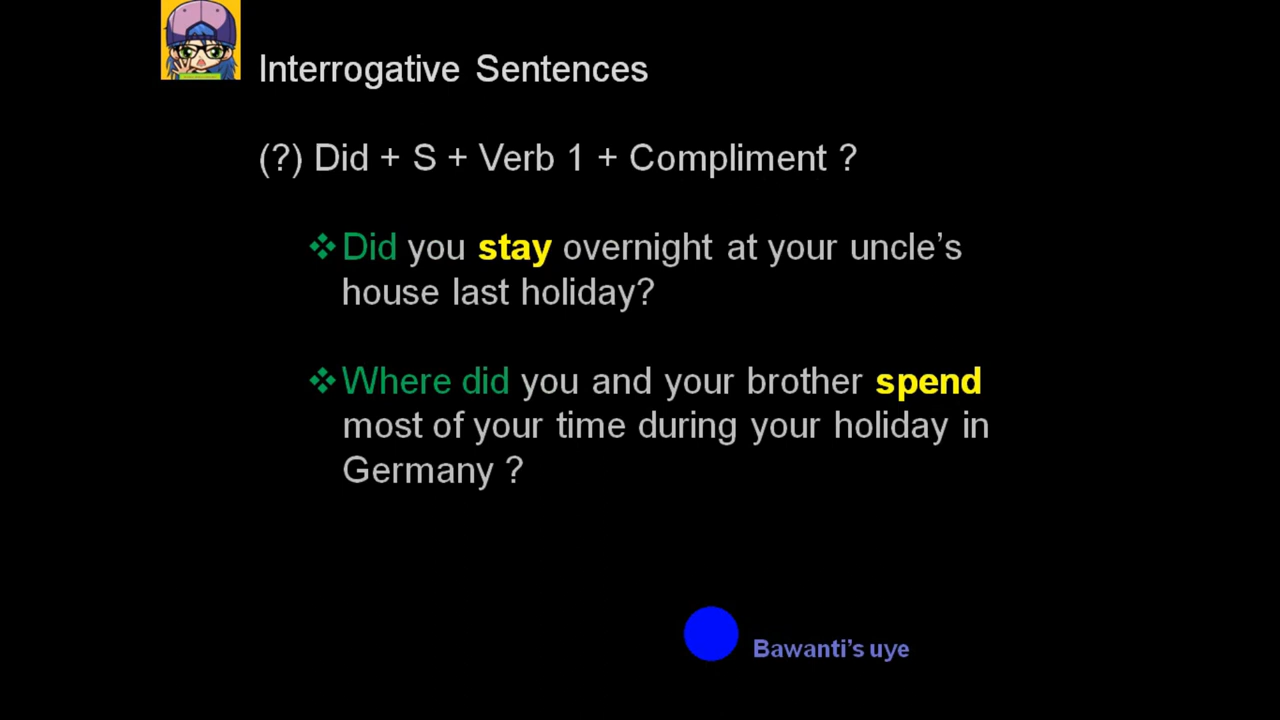 Interrogative Sentences
(?) Did + S + Verb 1 + Compliment ?
❖Did you stay overnight at your uncle’s
house last holiday?
❖Where did you and your brother spend
most of your time during your holiday in
Germany ?
Bawanti’s uye